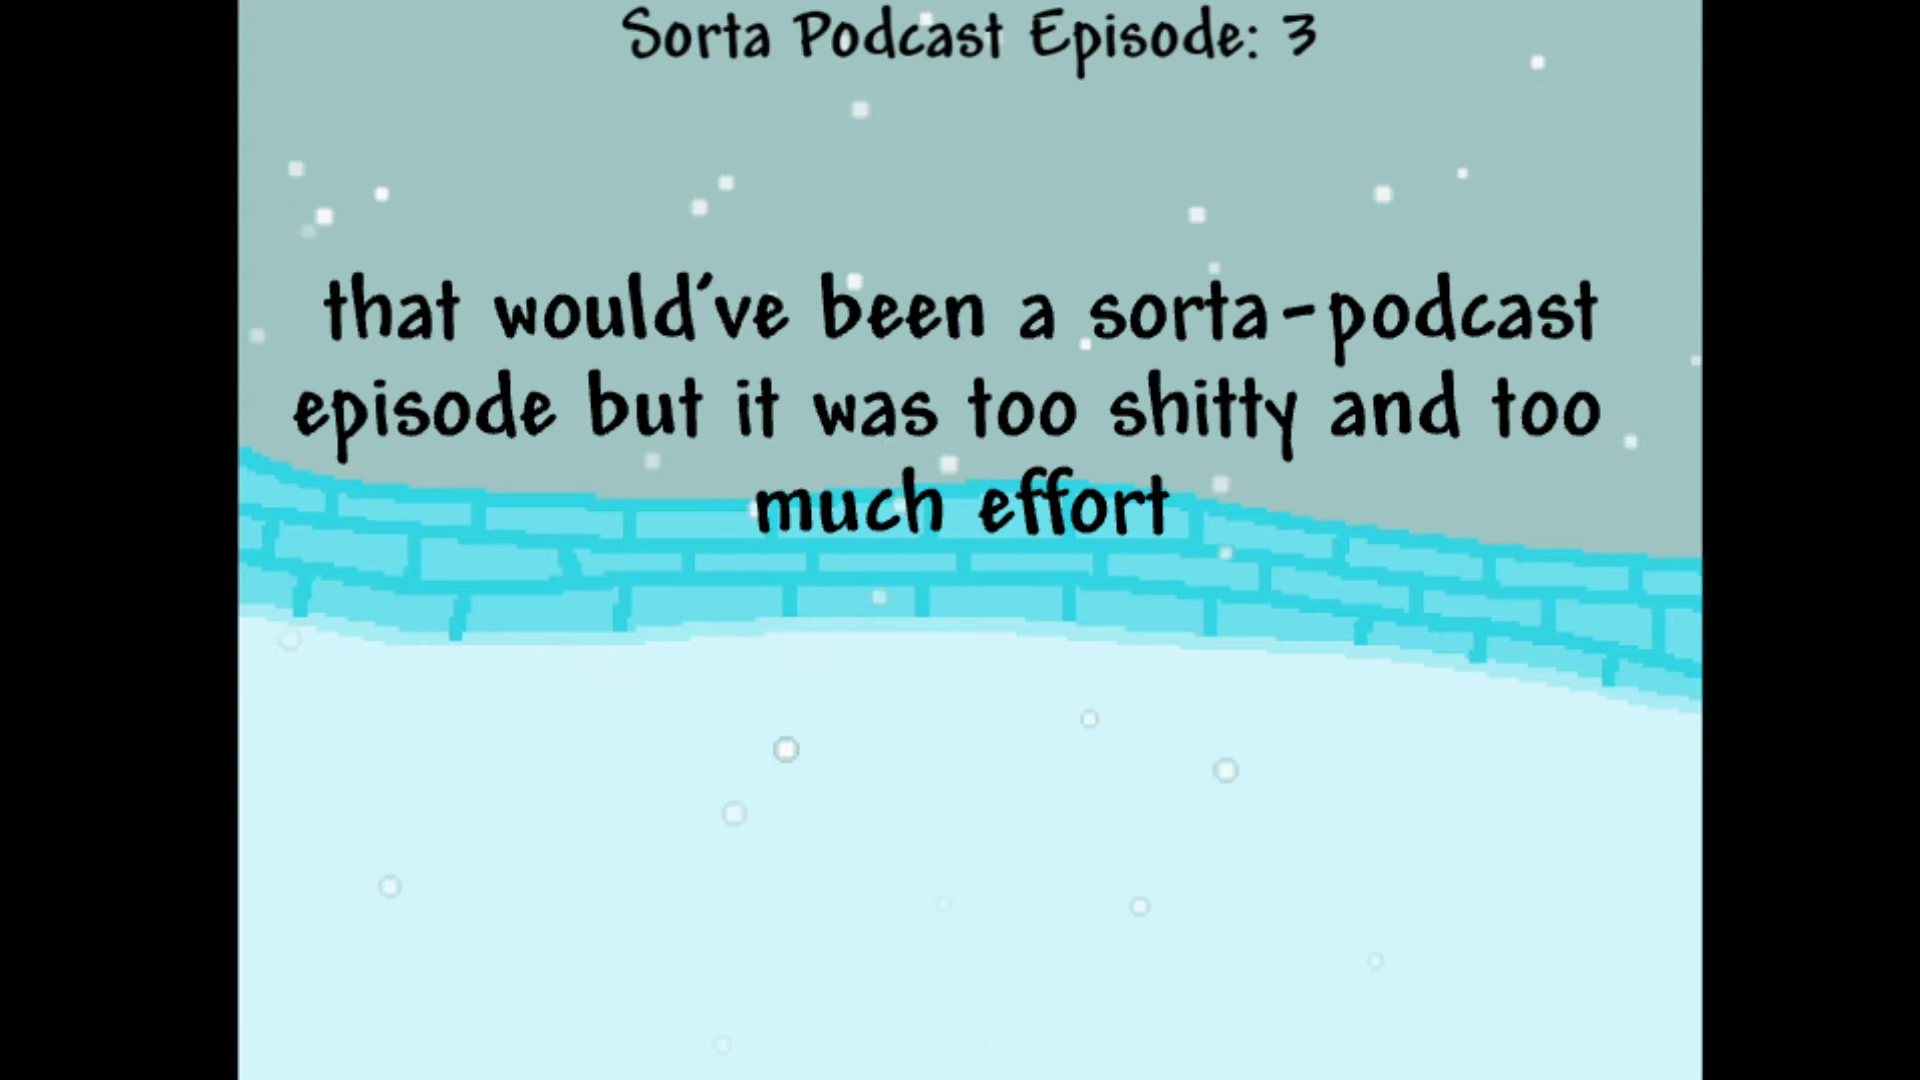 Sorta Podcast Episode: 3
that would've been a sorta-podcast
episode but it was too shitty and too
much effort